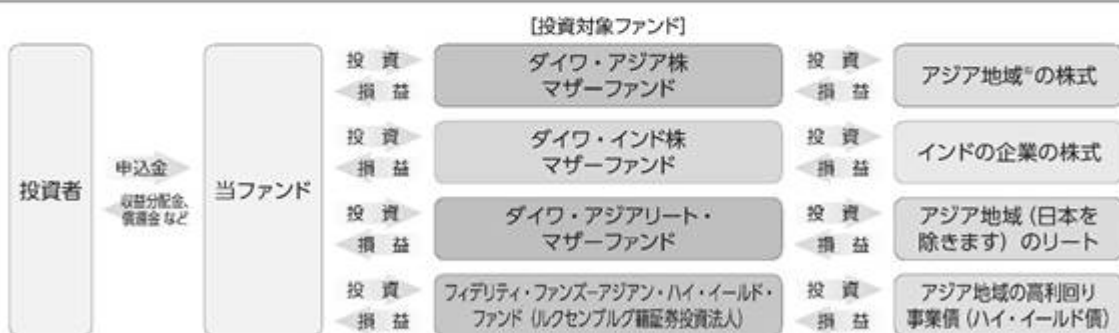 [投資対象ファンド]
投資者
申込金
収益分配金、
償還金 など
当ファンド
投 資
損 益
ダイワ・アジア株
マザーファンド
投 資
損 益
アジア地域※の株式
投 資
損 益
ダイワ・インド株
マザーファンド
投 資
損 益
インドの企業の株式
投 資
損 益
ダイワ・アジアリート・
マザーファンド
投 資
損 益
アジア地域（日本を
除きます）のリート
投 資
損 益
フィデリティ・ファンズ－アジアン・ハイ・イールド・
ファンド（ルクセンブルグ籍証券投資法人）
投 資
損 益
アジア地域の高利回り
事業債（ハイ・イールド債）